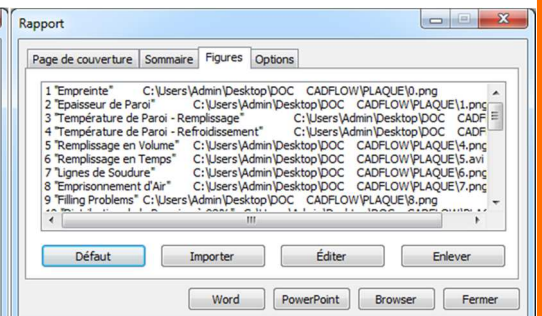 Rapport
Page de couverture Sommaire Figures Options
1 "Empreinte" C:\Users\Admin\Desktop\DOC CADFLOW\PLAQUE\0.png
2 "Epaisseur de Paroi" C:\Users\Admin\Desktop\DOC CADFLOW\PLAQUE\1.png
3 "Température de Paroi - Remplissage" C:\Users\Admin\Desktop\DOC CADF
4 "Température de Paroi - Refroidissement" C:\Users\Admin\Desktop\DOC CADF
5 "Remplissage en Volume" C:\Users\Admin\Desktop\DOC CADFLOW\PLAQUE\4.png
6 "Remplissage en Temps" C:\Users\Admin\Desktop\DOC CADFLOW\PLAQUE\5.avi
7 "Lignes de Soudure" C:\Users\Admin\Desktop\DOC CADFLOW\PLAQUE\6.png
8 "Emprisonnement d'Air" C:\Users\Admin\Desktop\DOC CADFLOW\PLAQUE\7.png
9 "Filling Problems" C:\Users\Admin\Desktop\DOC CADFLOW\PLAQUE\8.png
Défaut Importer Éditer Enlever
Word PowerPoint Browser Fermer